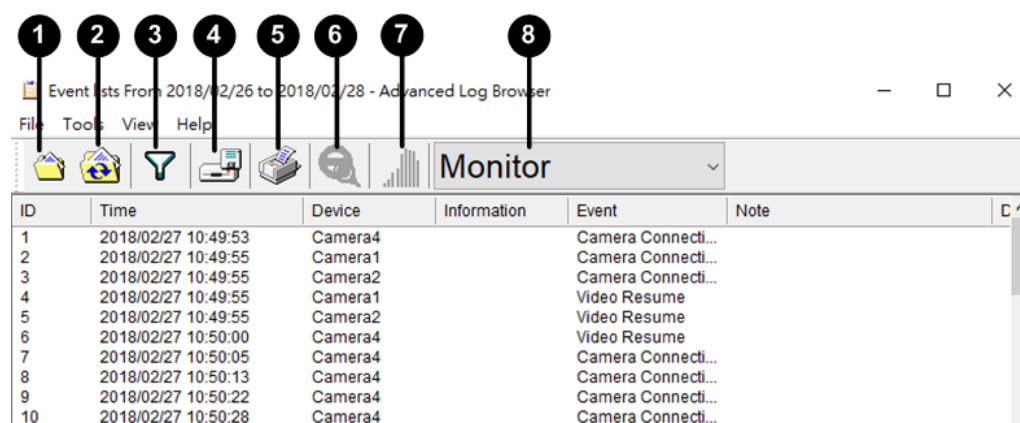 1 2 3 4 5 6 7 8
Event lists From 2018/02/26 to 2018/02/28 - Advanced Log Browser
File Tools View Help
Monitor
ID Time Device Information Event Note D
1 2018/02/27 10:49:53 Camera4 Camera Connecti...
2 2018/02/27 10:49:55 Camera1 Camera Connecti...
3 2018/02/27 10:49:55 Camera2 Camera Connecti...
4 2018/02/27 10:49:55 Camera1 Video Resume
5 2018/02/27 10:49:55 Camera2 Video Resume
6 2018/02/27 10:50:00 Camera4 Video Resume
7 2018/02/27 10:50:05 Camera4 Camera Connecti...
8 2018/02/27 10:50:13 Camera4 Camera Connecti...
9 2018/02/27 10:50:22 Camera4 Camera Connecti...
10 2018/02/27 10:50:28 Camera4 Camera Connecti...